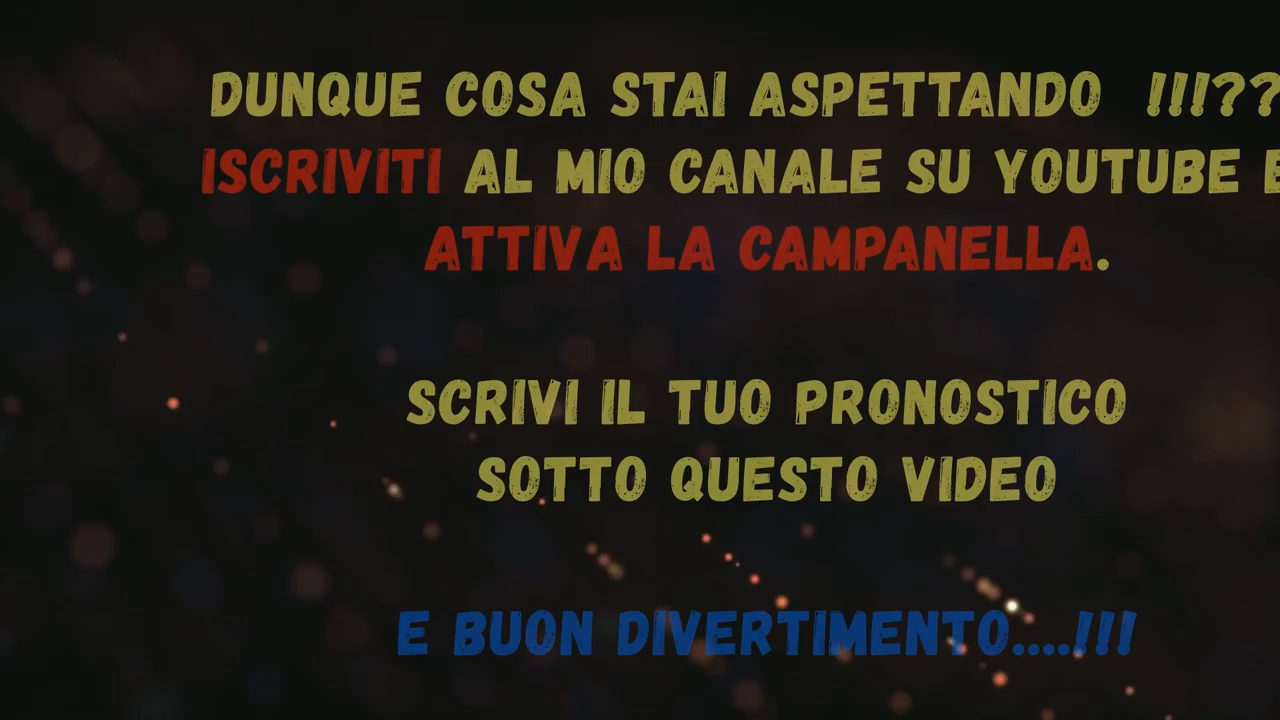 DUNQUE COSA STAI ASPETTANDO !!!??
ISCRIVITI AL MIO CANALE SU YOUTUBE E
ATTIVA LA CAMPANELLA.
SCRIVI IL TUO PRONOSTICO
SOTTO QUESTO VIDEO
E BUON DIVERTIMENTO....!!!